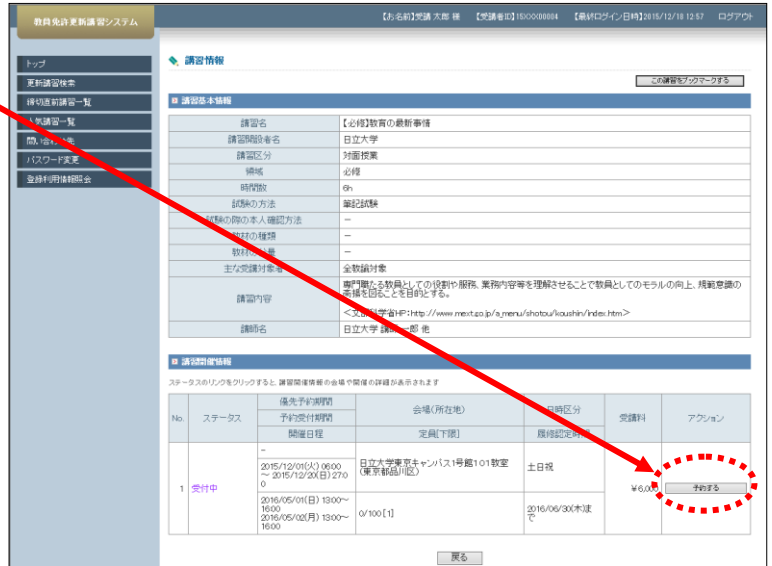 教員免許更新講習システム
【お名前】受講 太郎 様 【受講者ID】15XXX00004 【最終ログイン日時】2015/12/18 12:57 ログアウト
トップ
更新講習検索
締切直前講習一覧
人気講習一覧
問い合わせ先
パスワード変更
登録利用情報照会
講習情報
この講習をブックマークする
講習基本情報
講習名 【必修】教育の最新事情
講習開設者名 日立大学
講習区分 対面授業
領域 必修
時間数 6h
試験の方法 筆記試験
試験の際の本人確認方法 －
教材の種類 －
教材の －
主な受講対象者 全教諭対象
講習内容 専門職たる教員としての役割や服務、業務内容等を理解させることで教員としてのモラルの向上、規範意識の
高揚を図ることを目的とする。
＜文部科学省HP:http://www.mext.go.jp/a_menu/shotou/koushin/index.htm＞
講師名 日立大学 講師 一郎 他
講習開催情報
ステータスのリンクをクリックすると、講習開催情報の会場や開催の詳細が表示されます
No. ステータス 優先予約期間 会場(所在地) 日時区分 受講料 アクション
予約受付期間
開催日程 定員[下限] 履修認定時期
－
1 受付中 2015/12/01(火) 06:00
～ 2015/12/20(日) 27:0
0
日立大学東京キャンパス1号館101教室
(東京都品川区)
土日祝
¥6,000 予約する
2016/05/01(日) 13:00～
16:00
2016/05/02(月) 13:00～
16:00
0/100 [1]
2016/06/30(木)ま
で
戻る